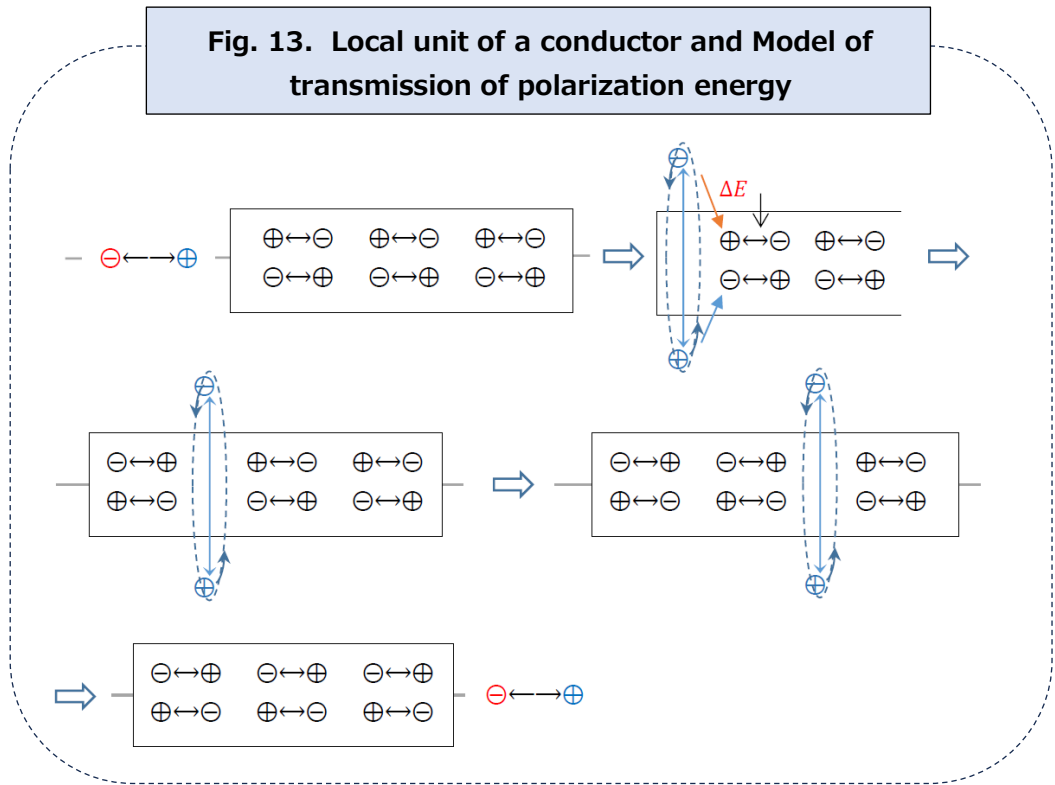 Fig. 13. Local unit of a conductor and Model of
transmission of polarization energy
ΔE
⊖←—→⊕ ⊕↔⊖ ⊕↔⊖ ⊕↔⊖ ⊕↔⊖ ⊕↔⊖
⊖↔⊕ ⊖↔⊕ ⊖↔⊕ ⊖↔⊕ ⊖↔⊕
⊖↔⊕ ⊕↔⊖ ⊕↔⊖ ⊖↔⊕ ⊖↔⊕ ⊕↔⊖
⊕↔⊖ ⊖↔⊕ ⊖↔⊕ ⊕↔⊖ ⊕↔⊖ ⊖↔⊕
⊖↔⊕ ⊖↔⊕ ⊖↔⊕ ⊖←—→⊕
⊕↔⊖ ⊕↔⊖ ⊕↔⊖